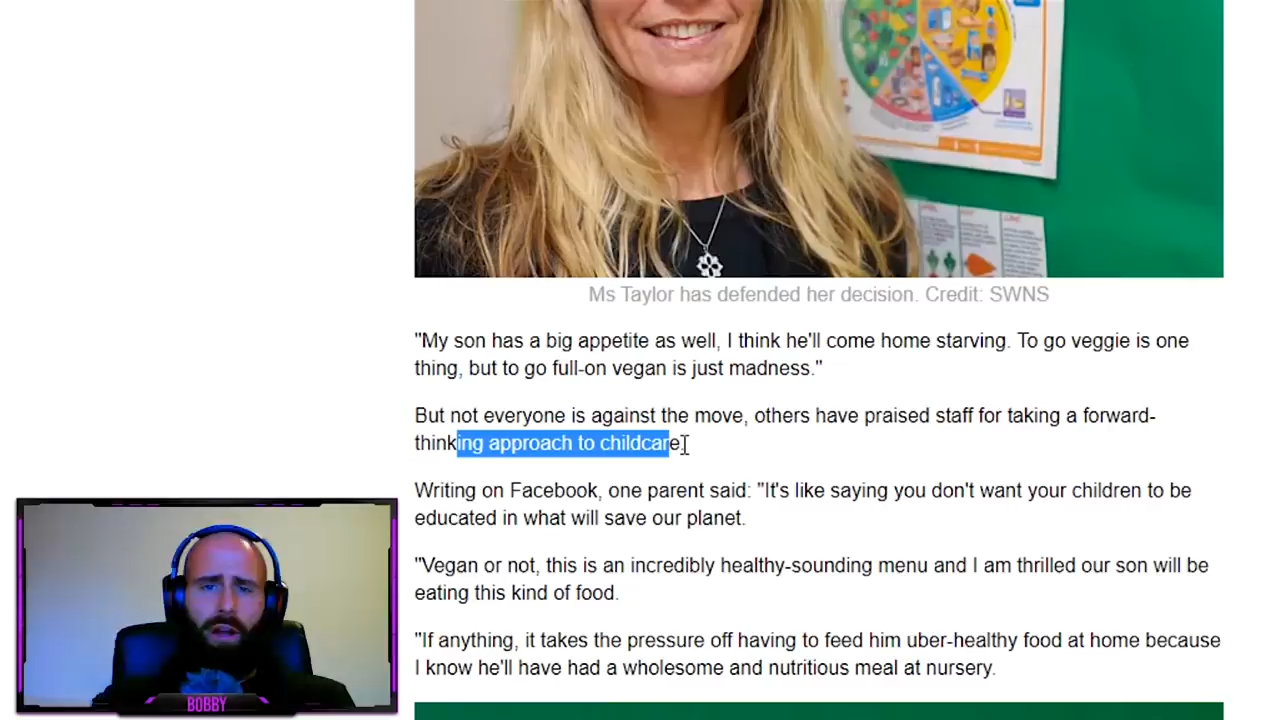 Ms Taylor has defended her decision. Credit: SWNS
"My son has a big appetite as well, I think he'll come home starving. To go veggie is one
thing, but to go full-on vegan is just madness."
But not everyone is against the move, others have praised staff for taking a forward-
thinking approach to childcare.
Writing on Facebook, one parent said: "It's like saying you don't want your children to be
educated in what will save our planet.
"Vegan or not, this is an incredibly healthy-sounding menu and I am thrilled our son will be
eating this kind of food.
"If anything, it takes the pressure off having to feed him uber-healthy food at home because
I know he'll have had a wholesome and nutritious meal at nursery.
BOBBY